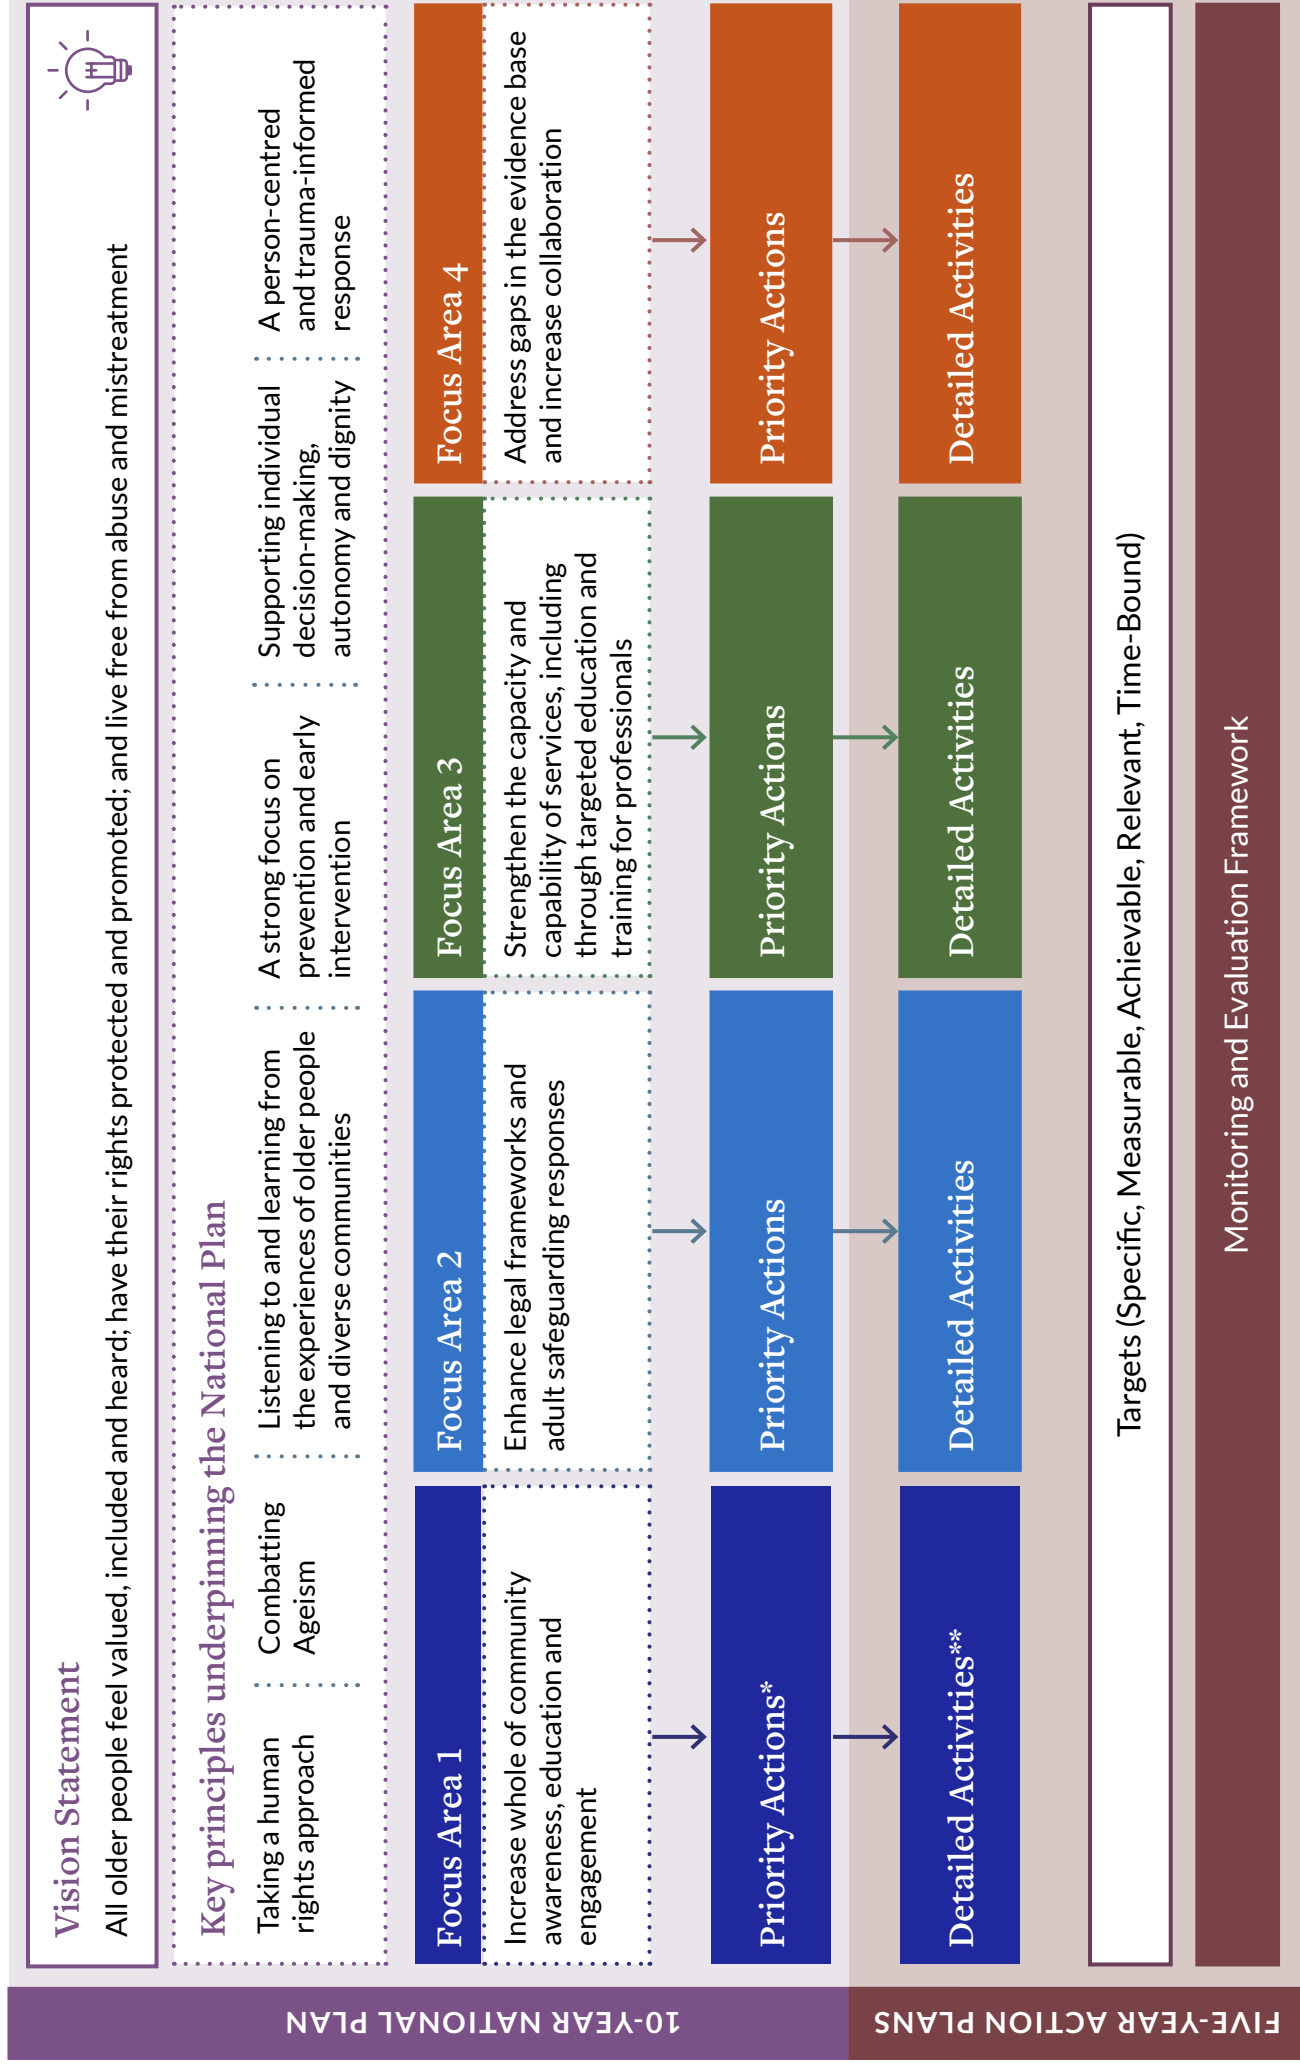 Vision Statement
All older people feel valued, included and heard; have their rights protected and promoted; and live free from abuse and mistreatment
Key principles underpinning the National Plan
Taking a human
rights approach
Combatting
Ageism
Listening to and learning from
the experiences of older people
and diverse communities
A strong focus on
prevention and early
intervention
Supporting individual
decision-making,
autonomy and dignity
A person-centred
and trauma-informed
response
Focus Area 1
Increase whole of community
awareness, education and
engagement
Focus Area 2
Enhance legal frameworks and
adult safeguarding responses
Focus Area 3
Strengthen the capacity and
capability of services, including
through targeted education and
training for professionals
Focus Area 4
Address gaps in the evidence base
and increase collaboration
Priority Actions*
Priority Actions
Priority Actions
Priority Actions
Detailed Activities**
Detailed Activities
Detailed Activities
Detailed Activities
Targets (Specific, Measurable, Achievable, Relevant, Time-Bound)
Monitoring and Evaluation Framework
10-YEAR NATIONAL PLAN
FIVE-YEAR ACTION PLANS